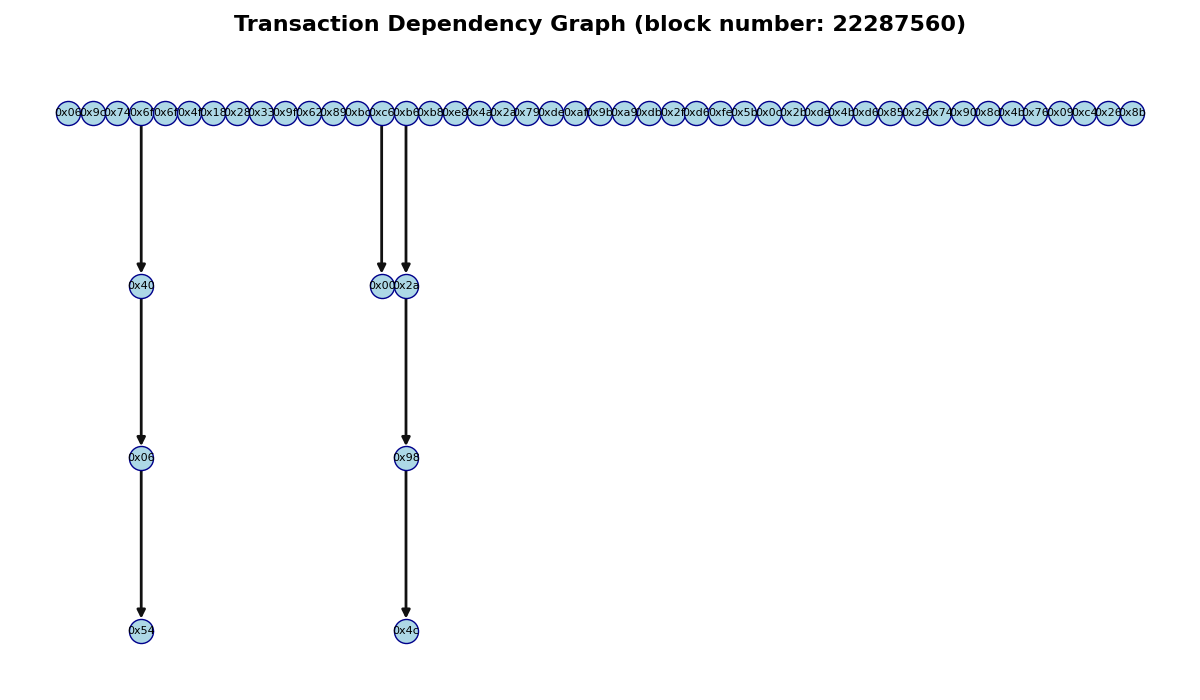 Transaction Dependency Graph (block number: 22287560)
0x06 0x9c 0x74 0x6f 0x6f 0x4f 0x18 0x28 0x33 0x9f 0x62 0x89 0xbc 0xc6 0xb6 0xb8 0xe8 0x4a 0x2a 0x79 0xde 0xaf 0x9b 0xa9 0xdb 0x2f 0xd6 0xfe 0x5b 0x0c 0x2b 0xde 0x4b 0xd6 0x85 0x2e 0x74 0x90 0x8d 0x4b 0x76 0x09 0xc4 0x26 0x8b
0x40 0x00 0x2a
0x06 0x98
0x54 0x4c